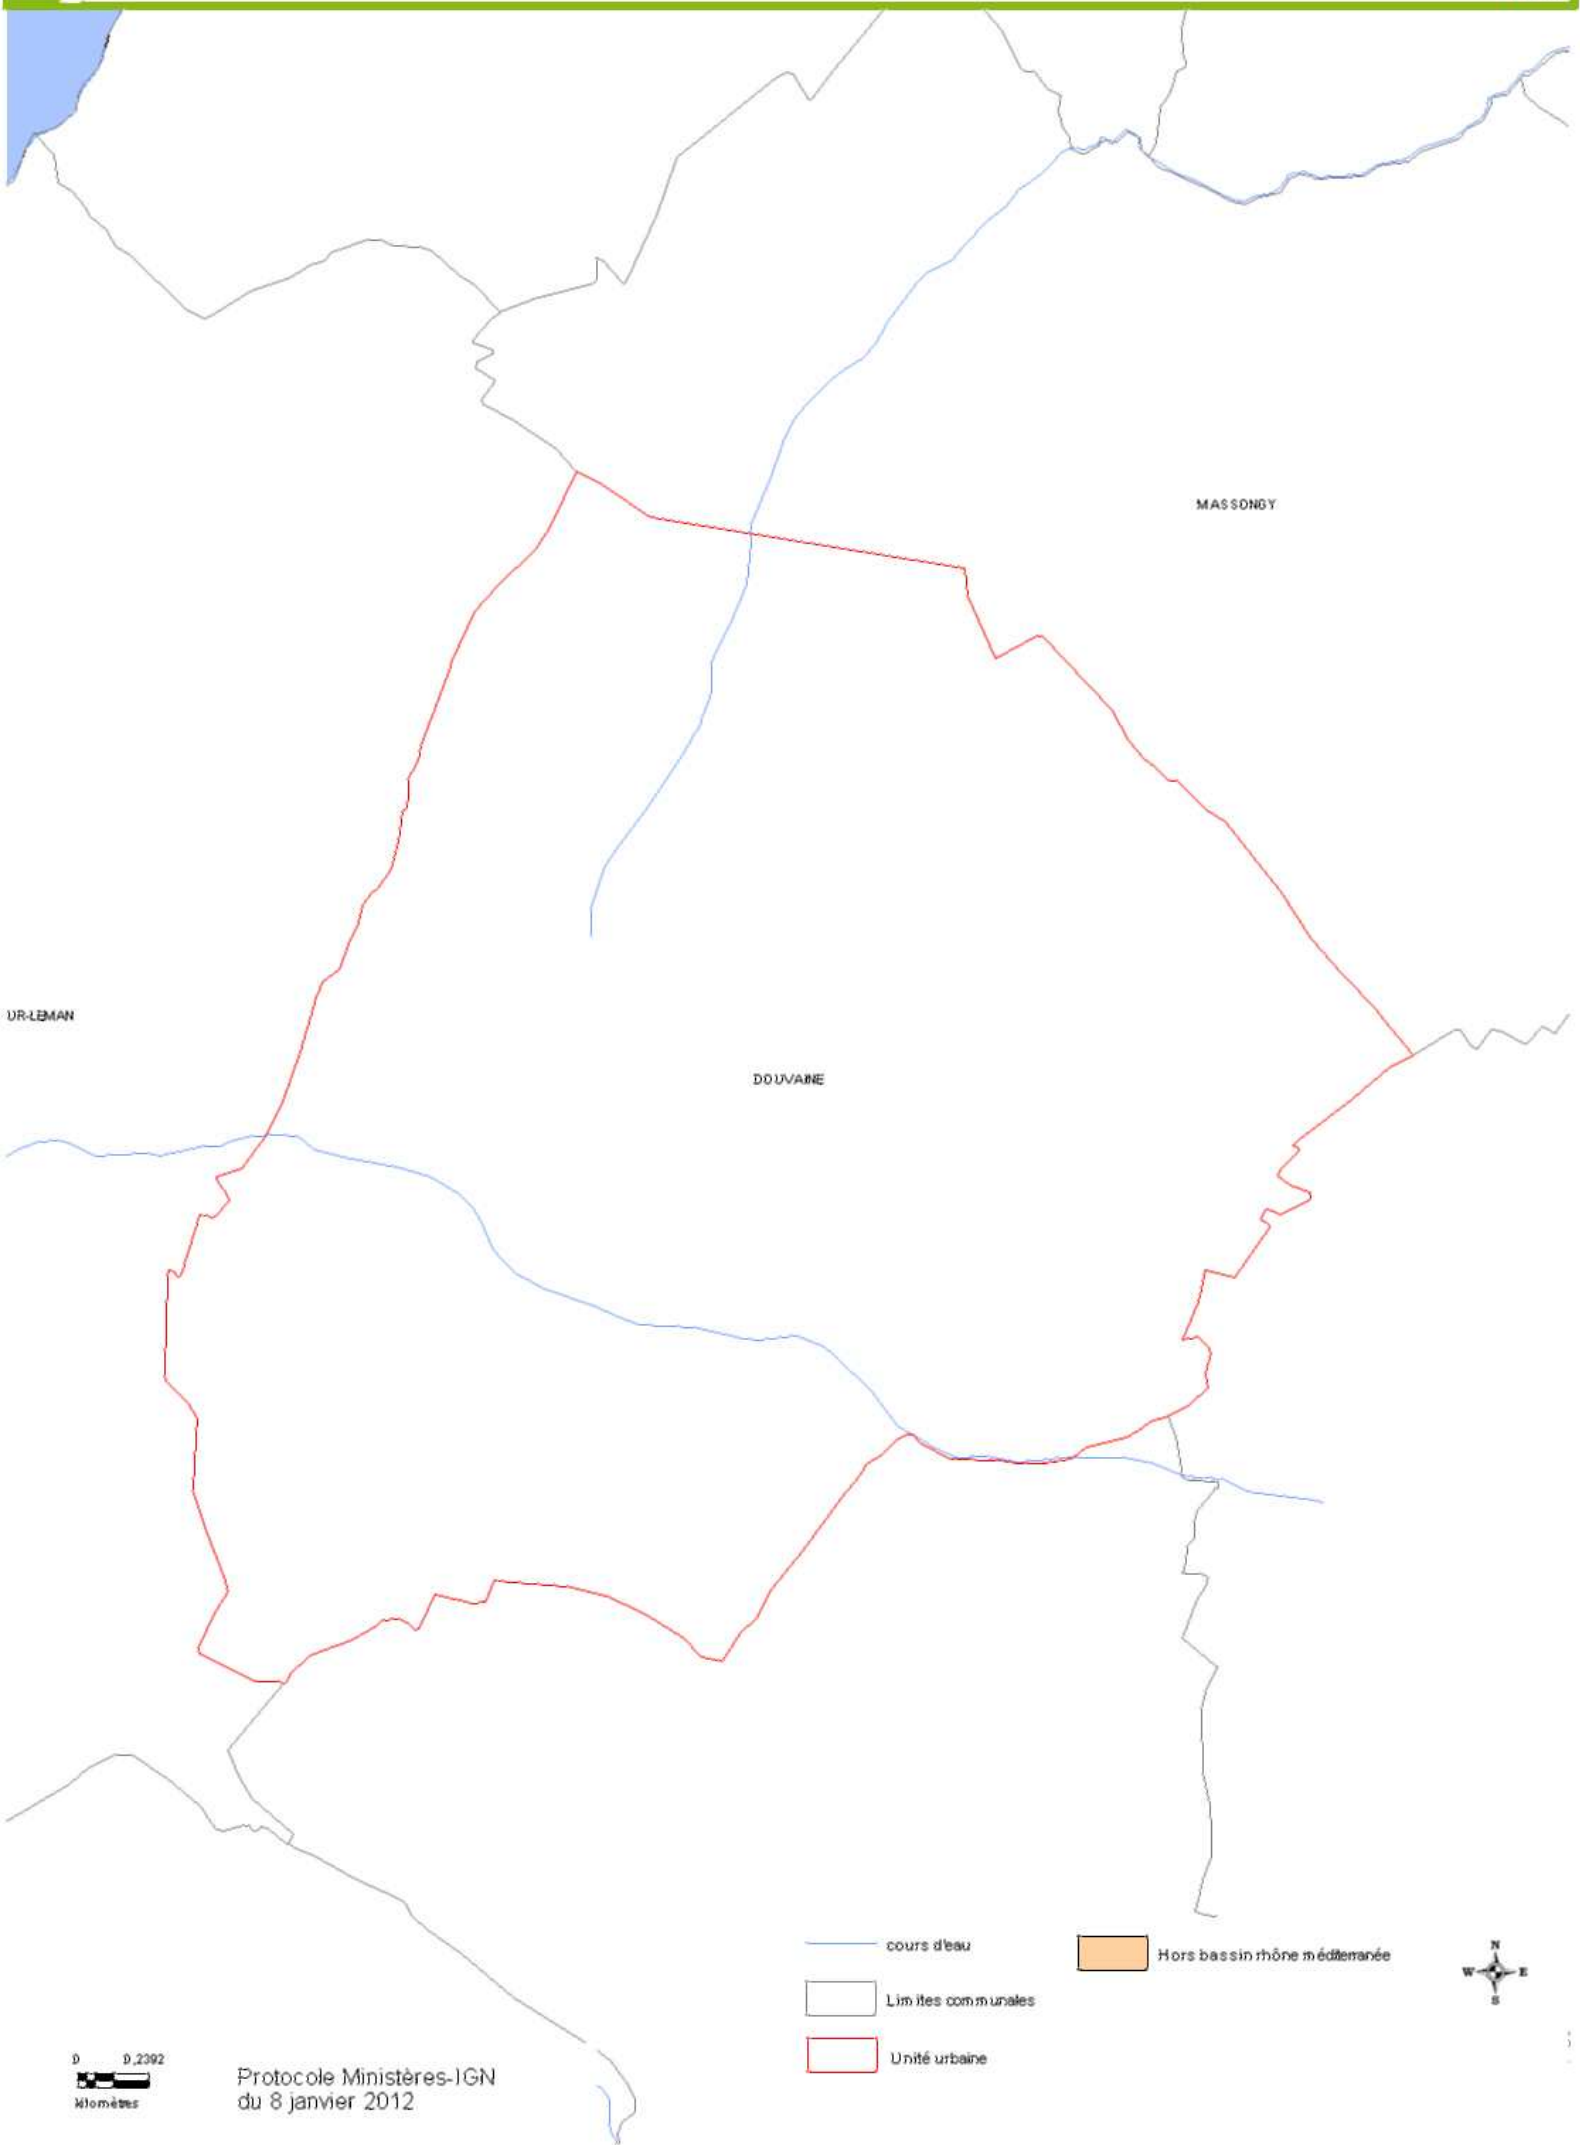 MASSONGY
UR-LEMAN
DOUVAINE
cours d'eau
Hors bassin rhône méditerranée
Limites communales
Unité urbaine
N
W E
S
0 0,2392
kilomètres
Protocole Ministères-IGN
du 8 janvier 2012